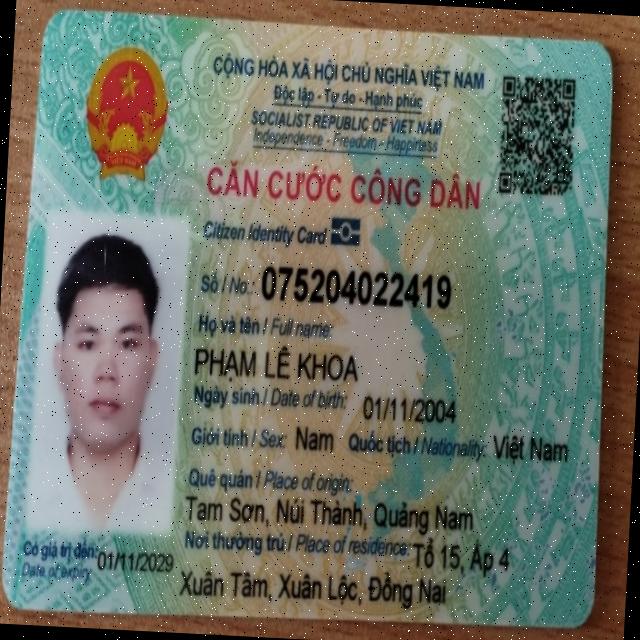 CỘNG HÒA XÃ HỘI CHỦ NGHĨA VIỆT NAM
Độc lập - Tự do - Hạnh phúc
SOCIALIST REPUBLIC OF VIET NAM
Independence - Freedom - Happiness
CĂN CƯỚC CÔNG DÂN
Citizen Identity Card
Số / No.: 075204022419
Họ và tên / Full name:
PHẠM LÊ KHOA
Ngày sinh / Date of birth: 01/11/2004
Giới tính / Sex: Nam Quốc tịch / Nationality: Việt Nam
Quê quán / Place of origin:
Tam Sơn, Núi Thành, Quảng Nam
Nơi thường trú / Place of residence: Tổ 15, Ấp 4
Xuân Tâm, Xuân Lộc, Đồng Nai
Có giá trị đến: 01/11/2029
Date of expiry